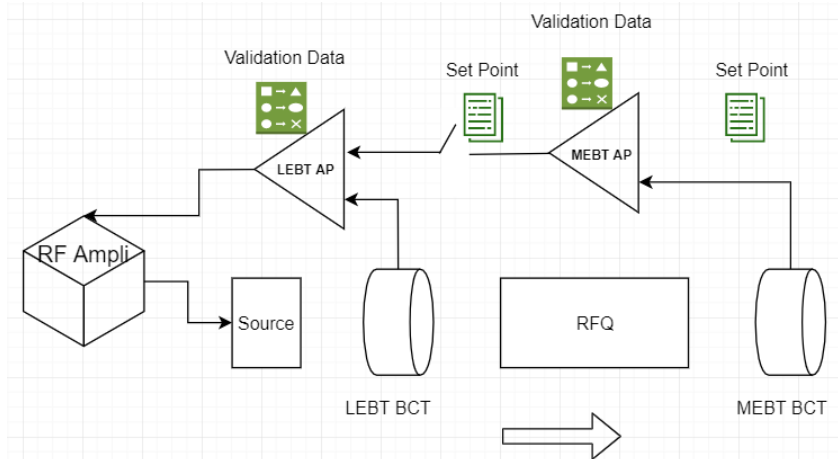 Validation Data
Validation Data
Set Point
Set Point
LEBT AP
MEBT AP
RF Ampli
Source
RFQ
LEBT BCT
MEBT BCT